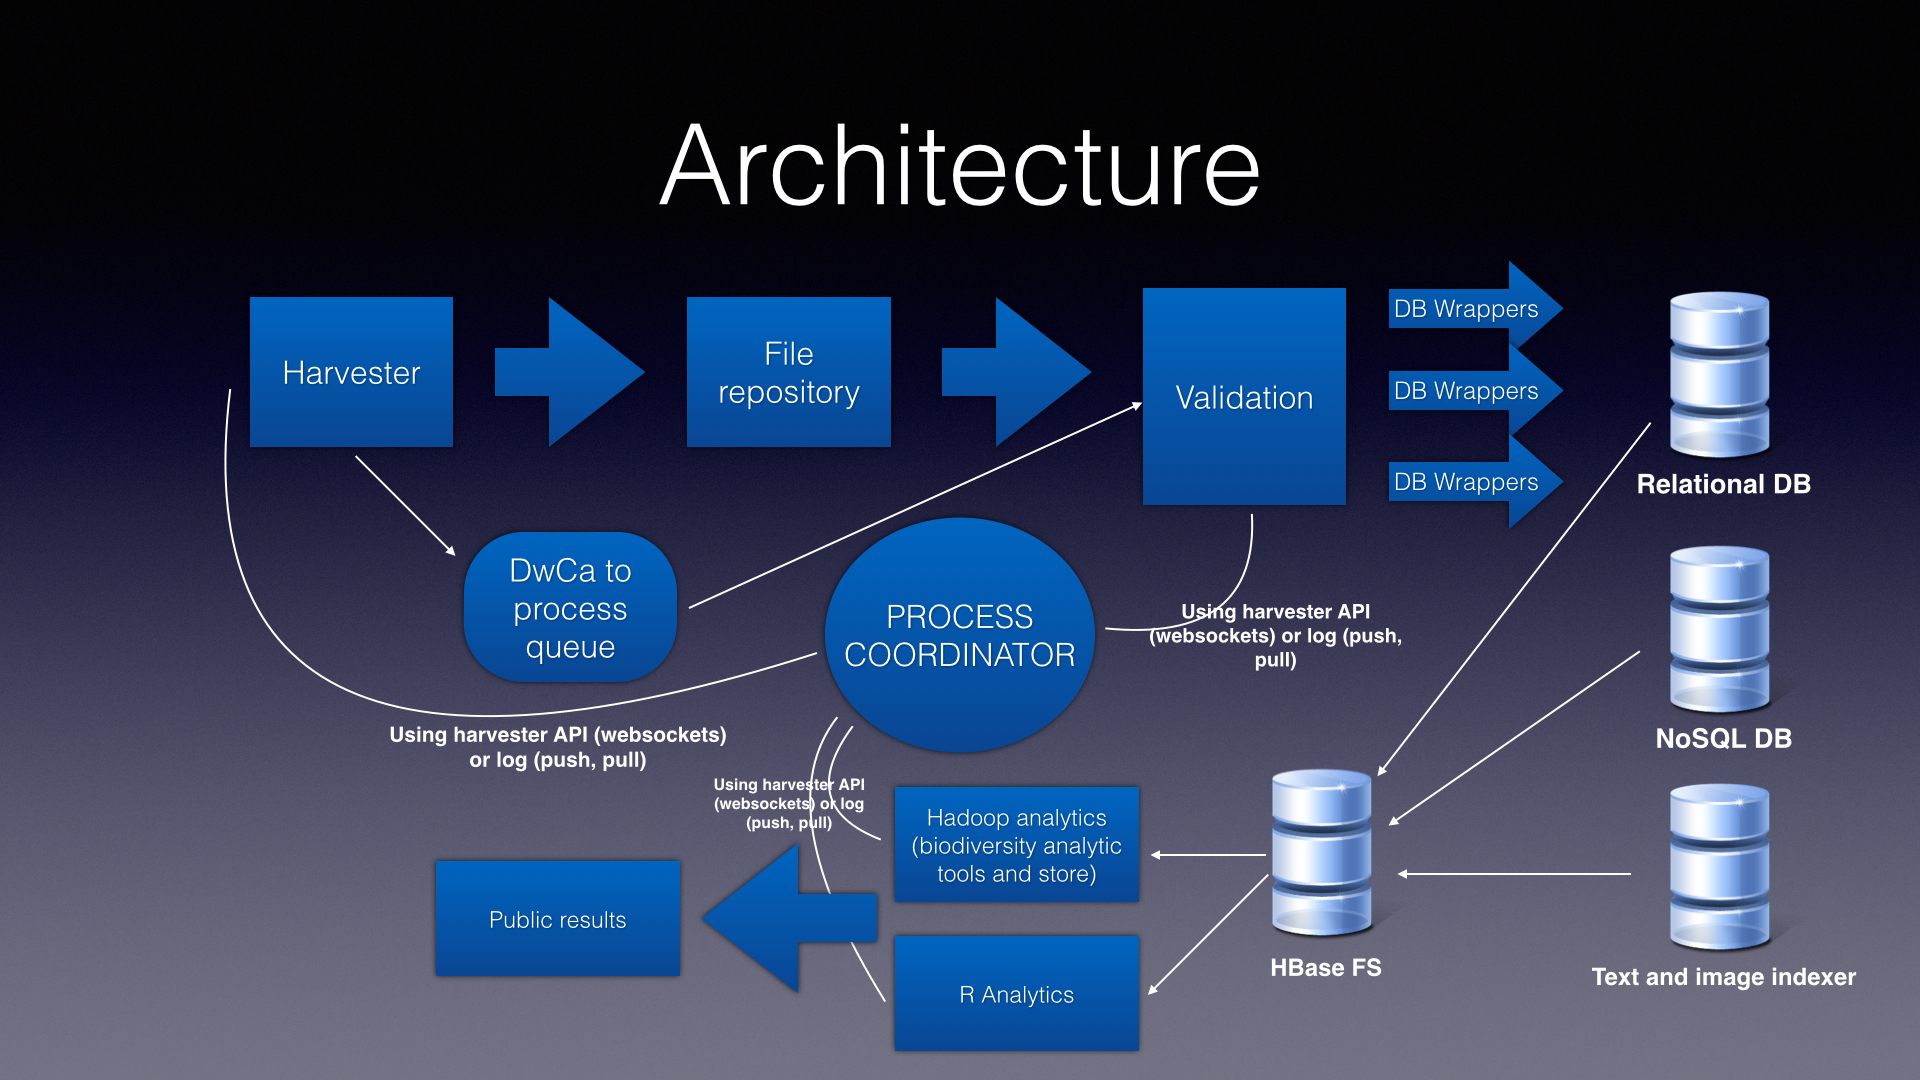 Architecture
Harvester
File
repository
Validation
DB Wrappers
DB Wrappers
DB Wrappers
Relational DB
DwCa to
process
queue
PROCESS
COORDINATOR
Using harvester API
(websockets) or log (push,
pull)
NoSQL DB
Using harvester API (websockets)
or log (push, pull)
Using harvester API
(websockets) or log
(push, pull)
Hadoop analytics
(biodiversity analytic
tools and store)
Public results
R Analytics
HBase FS
Text and image indexer